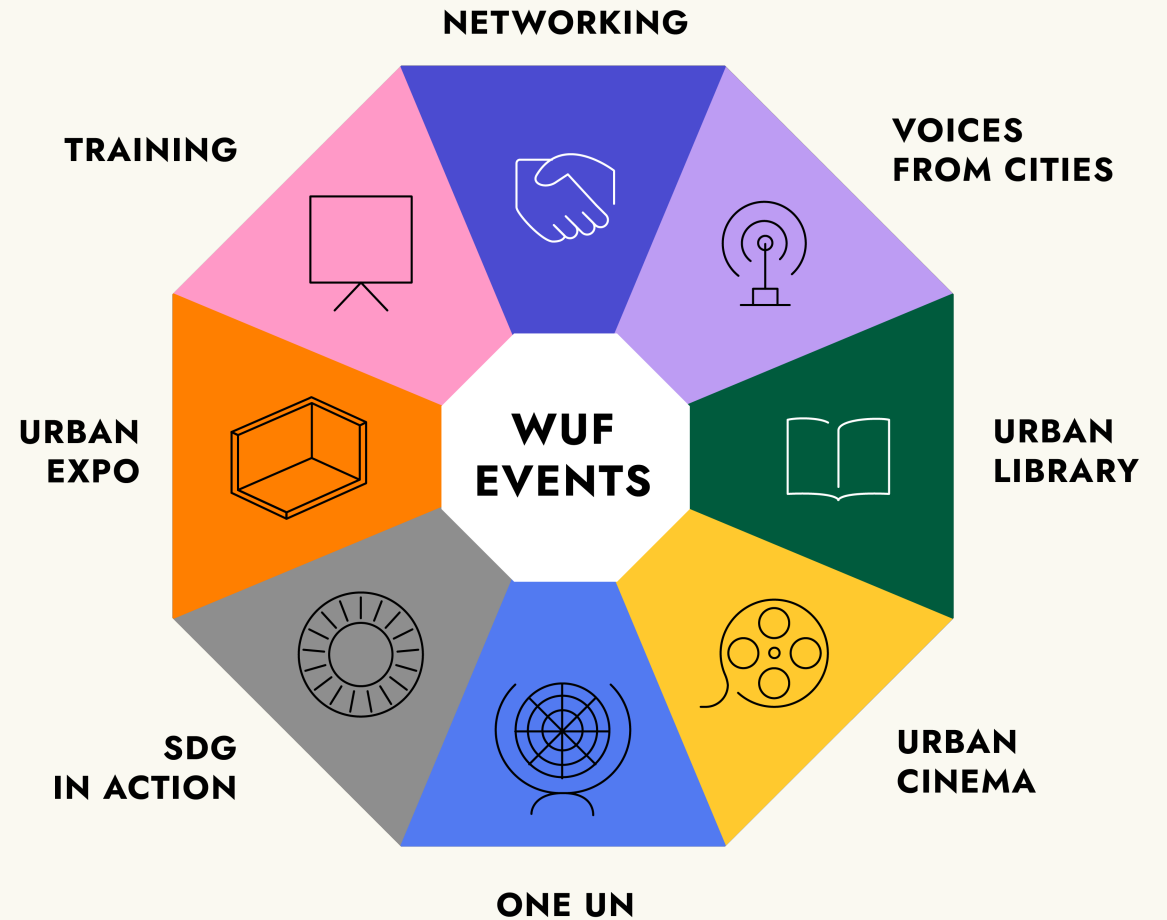 NETWORKING
VOICES
FROM CITIES
TRAINING
WUF
EVENTS
URBAN
EXPO
URBAN
LIBRARY
SDG
IN ACTION
URBAN
CINEMA
ONE UN